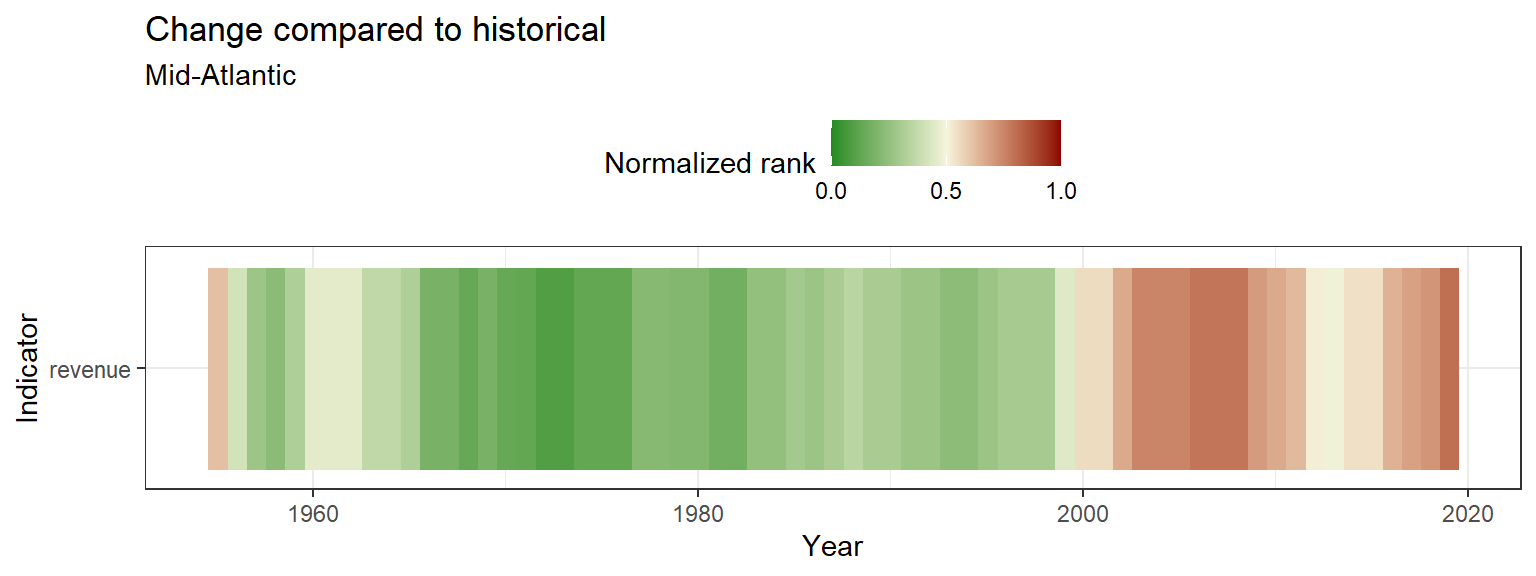 Change compared to historical
Mid-Atlantic
Normalized rank
0.0 0.5 1.0
Indicator
revenue
1960 1980 2000 2020
Year